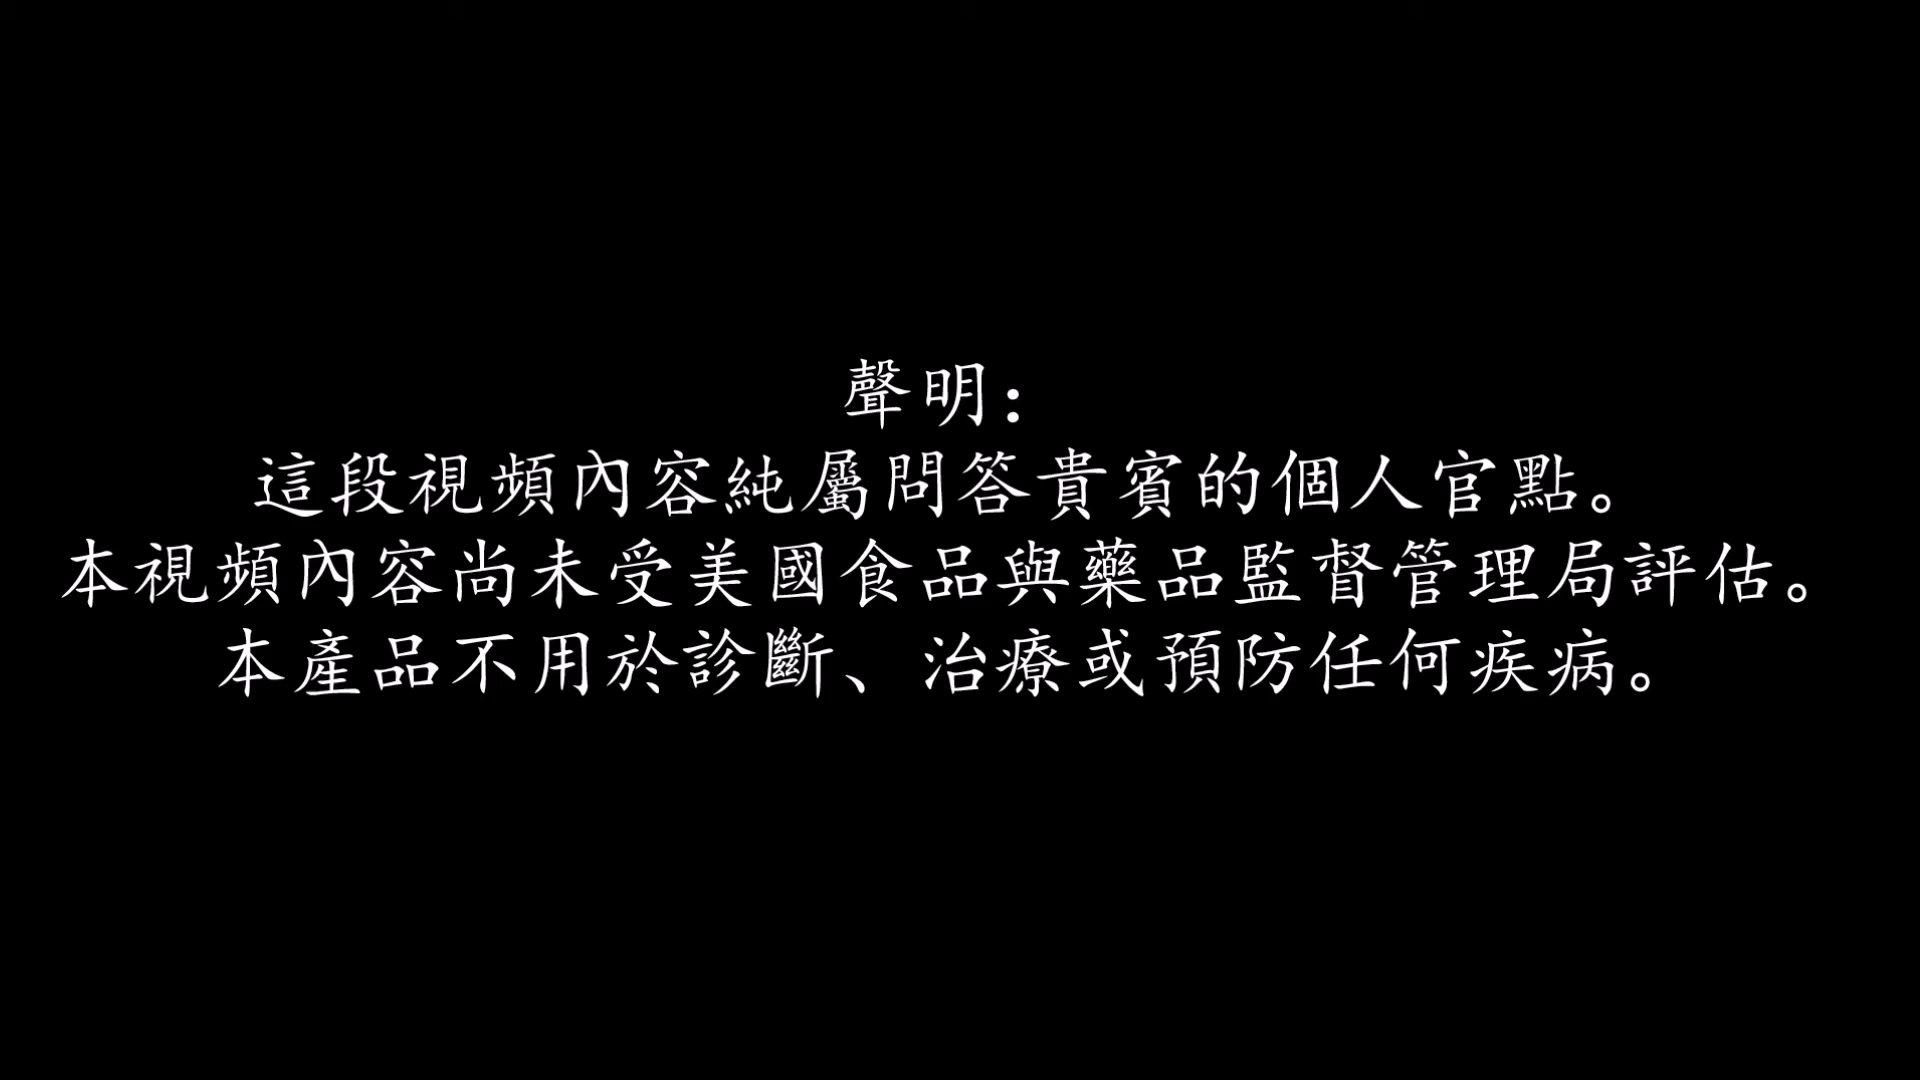 聲明：
這段視頻內容純屬問答貴賓的個人官點。
本視頻內容尚未受美國食品與藥品監督管理局評估。
本產品不用於診斷、治療或預防任何疾病。